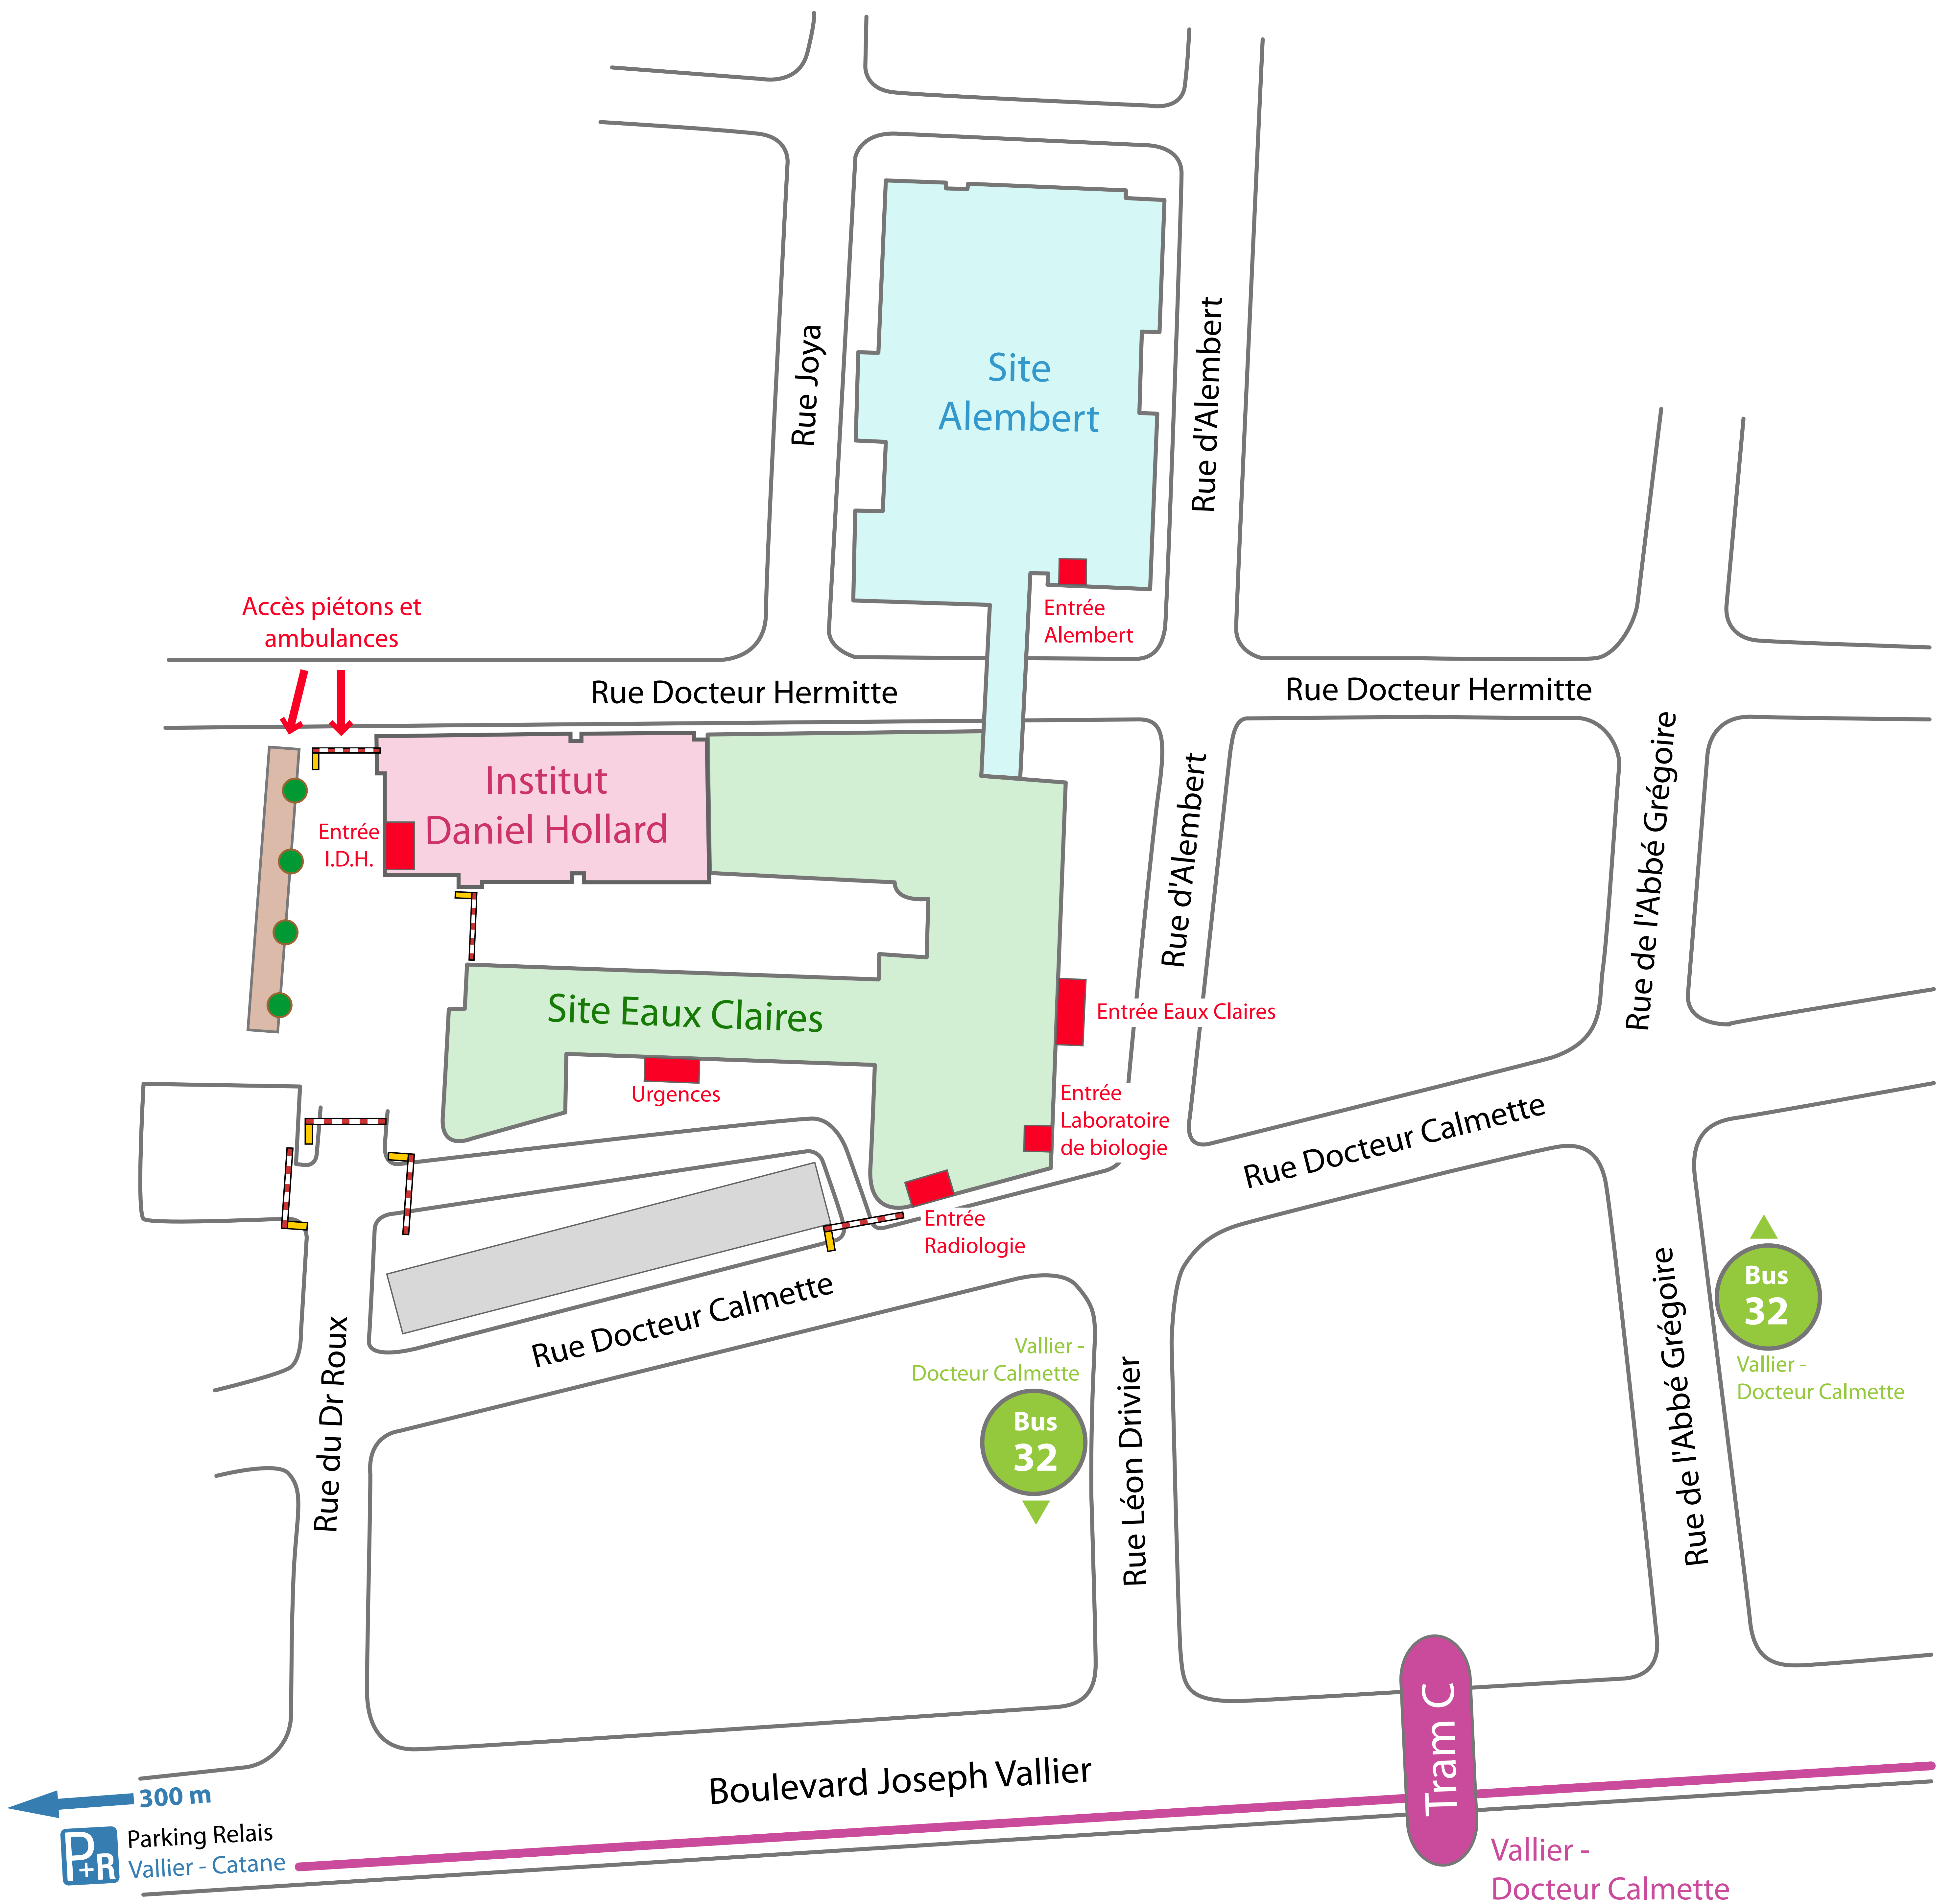 Rue Joya
Rue d'Alembert
Site
Alembert
Entrée
Alembert
Accès piétons et
ambulances
Rue Docteur Hermitte
Rue Docteur Hermitte
Institut
Daniel Hollard
Entrée
I.D.H.
Rue d'Alembert
Rue de l'Abbé Grégoire
Site Eaux Claires
Entrée Eaux Claires
Urgences
Entrée
Laboratoire
de biologie
Rue Docteur Calmette
Entrée
Radiologie
Rue Docteur Calmette
Rue du Dr Roux
Vallier -
Docteur Calmette
Bus
32
Rue Léon Drivier
Rue de l'Abbé Grégoire
Bus
32
Vallier -
Docteur Calmette
Tram C
Boulevard Joseph Vallier
300 m
P+R
Parking Relais
Vallier - Catane
Vallier -
Docteur Calmette